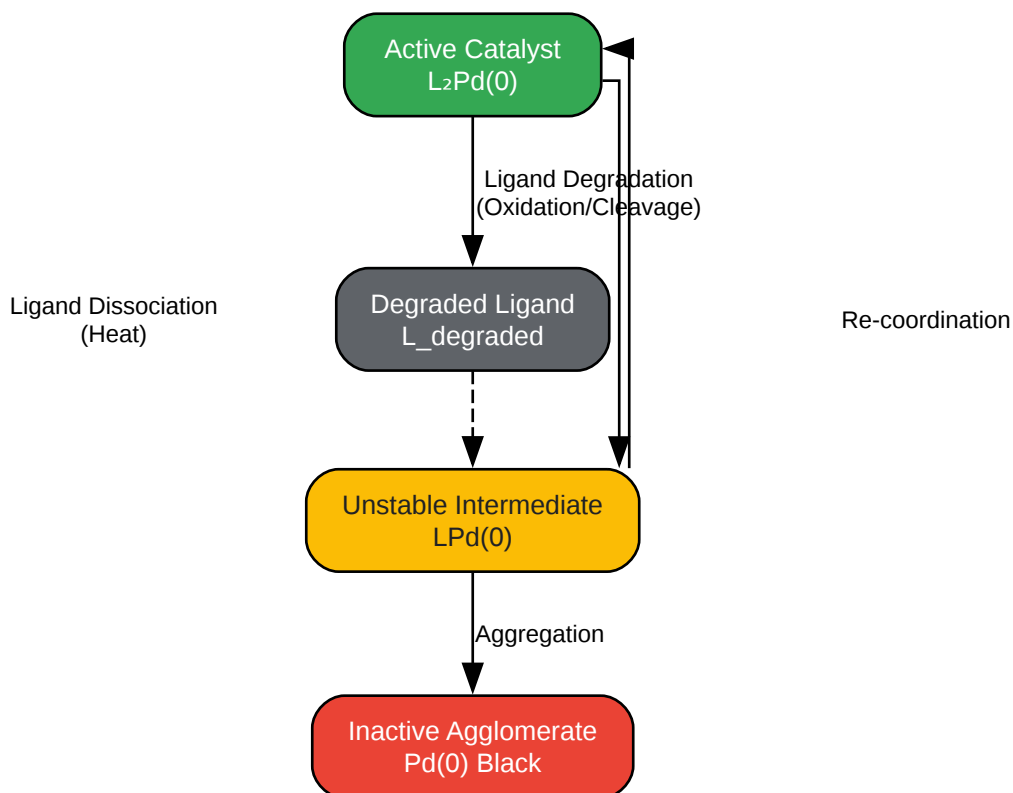 Active Catalyst
L₂Pd(0)
Ligand Degradation
(Oxidation/Cleavage)
Degraded Ligand
L_degraded
Ligand Dissociation
(Heat)
Re-coordination
Unstable Intermediate
LPd(0)
Aggregation
Inactive Agglomerate
Pd(0) Black